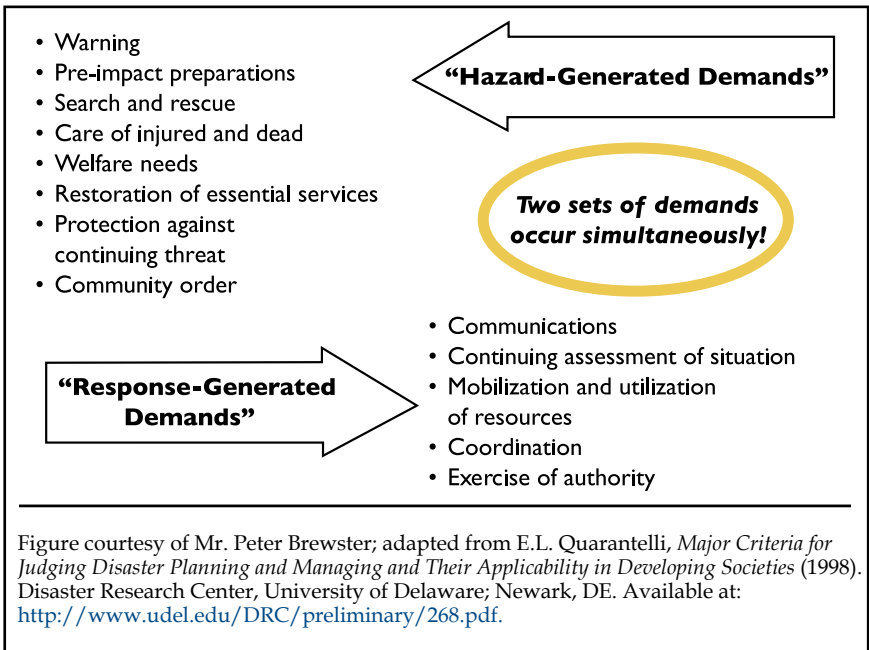 • Warning
• Pre-impact preparations
• Search and rescue
• Care of injured and dead
• Welfare needs
• Restoration of essential services
• Protection against
continuing threat
• Community order
“Hazard-Generated Demands”
Two sets of demands
occur simultaneously!
“Response-Generated
Demands”
• Communications
• Continuing assessment of situation
• Mobilization and utilization
of resources
• Coordination
• Exercise of authority
Figure courtesy of Mr. Peter Brewster; adapted from E.L. Quarantelli, Major Criteria for
Judging Disaster Planning and Managing and Their Applicability in Developing Societies (1998).
Disaster Research Center, University of Delaware; Newark, DE. Available at:
http://www.udel.edu/DRC/preliminary/268.pdf.